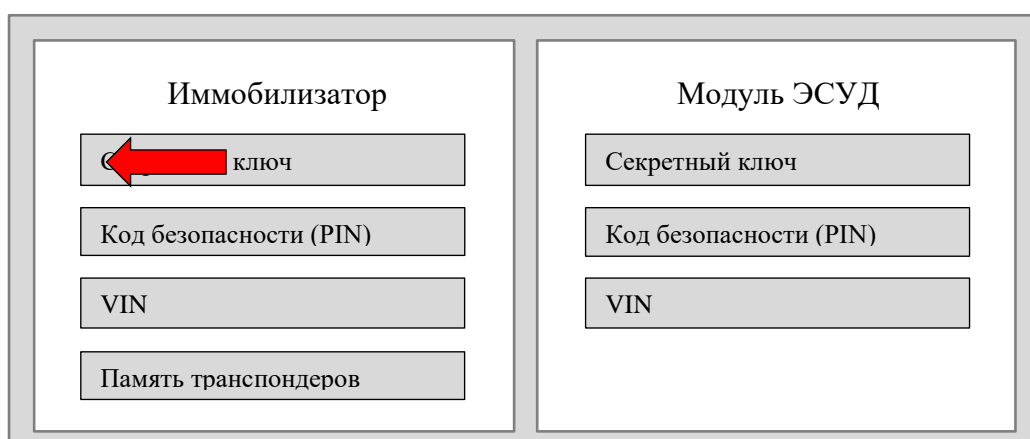 Иммобилизатор
ключ
Код безопасности (PIN)
VIN
Память транспондеров
Модуль ЭСУД
Секретный ключ
Код безопасности (PIN)
VIN